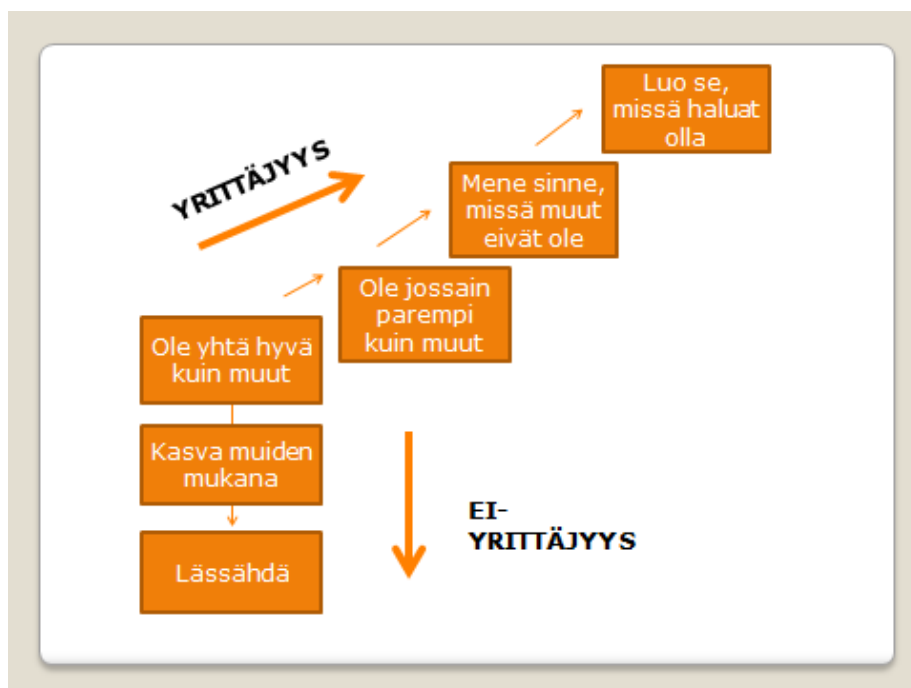 Luo se,
missä haluat
olla
YRITTÄJYYS
Mene sinne,
missä muut
eivät ole
Ole jossain
parempi
kuin muut
Ole yhtä hyvä
kuin muut
Kasva muiden
mukana
EI-
YRITTÄJYYS
Lässähdä